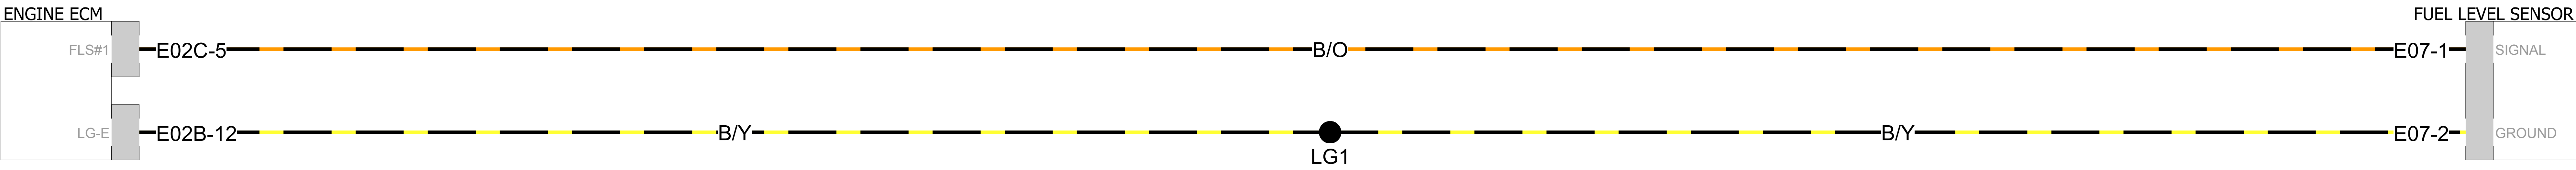 ENGINE ECM
FUEL LEVEL SENSOR
FLS#1 E02C-5 B/O E07-1 SIGNAL
LG-E E02B-12 B/Y B/Y E07-2 GROUND
LG1